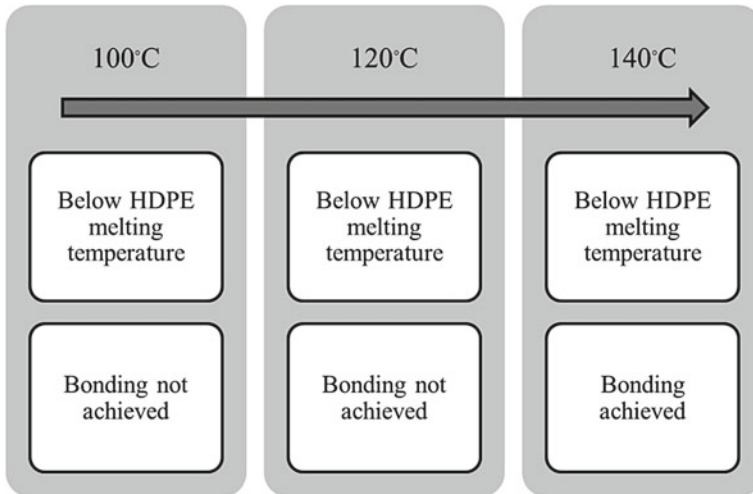 100°C
120°C
140°C
Below HDPE
melting
temperature
Below HDPE
melting
temperature
Below HDPE
melting
temperature
Bonding not
achieved
Bonding not
achieved
Bonding
achieved